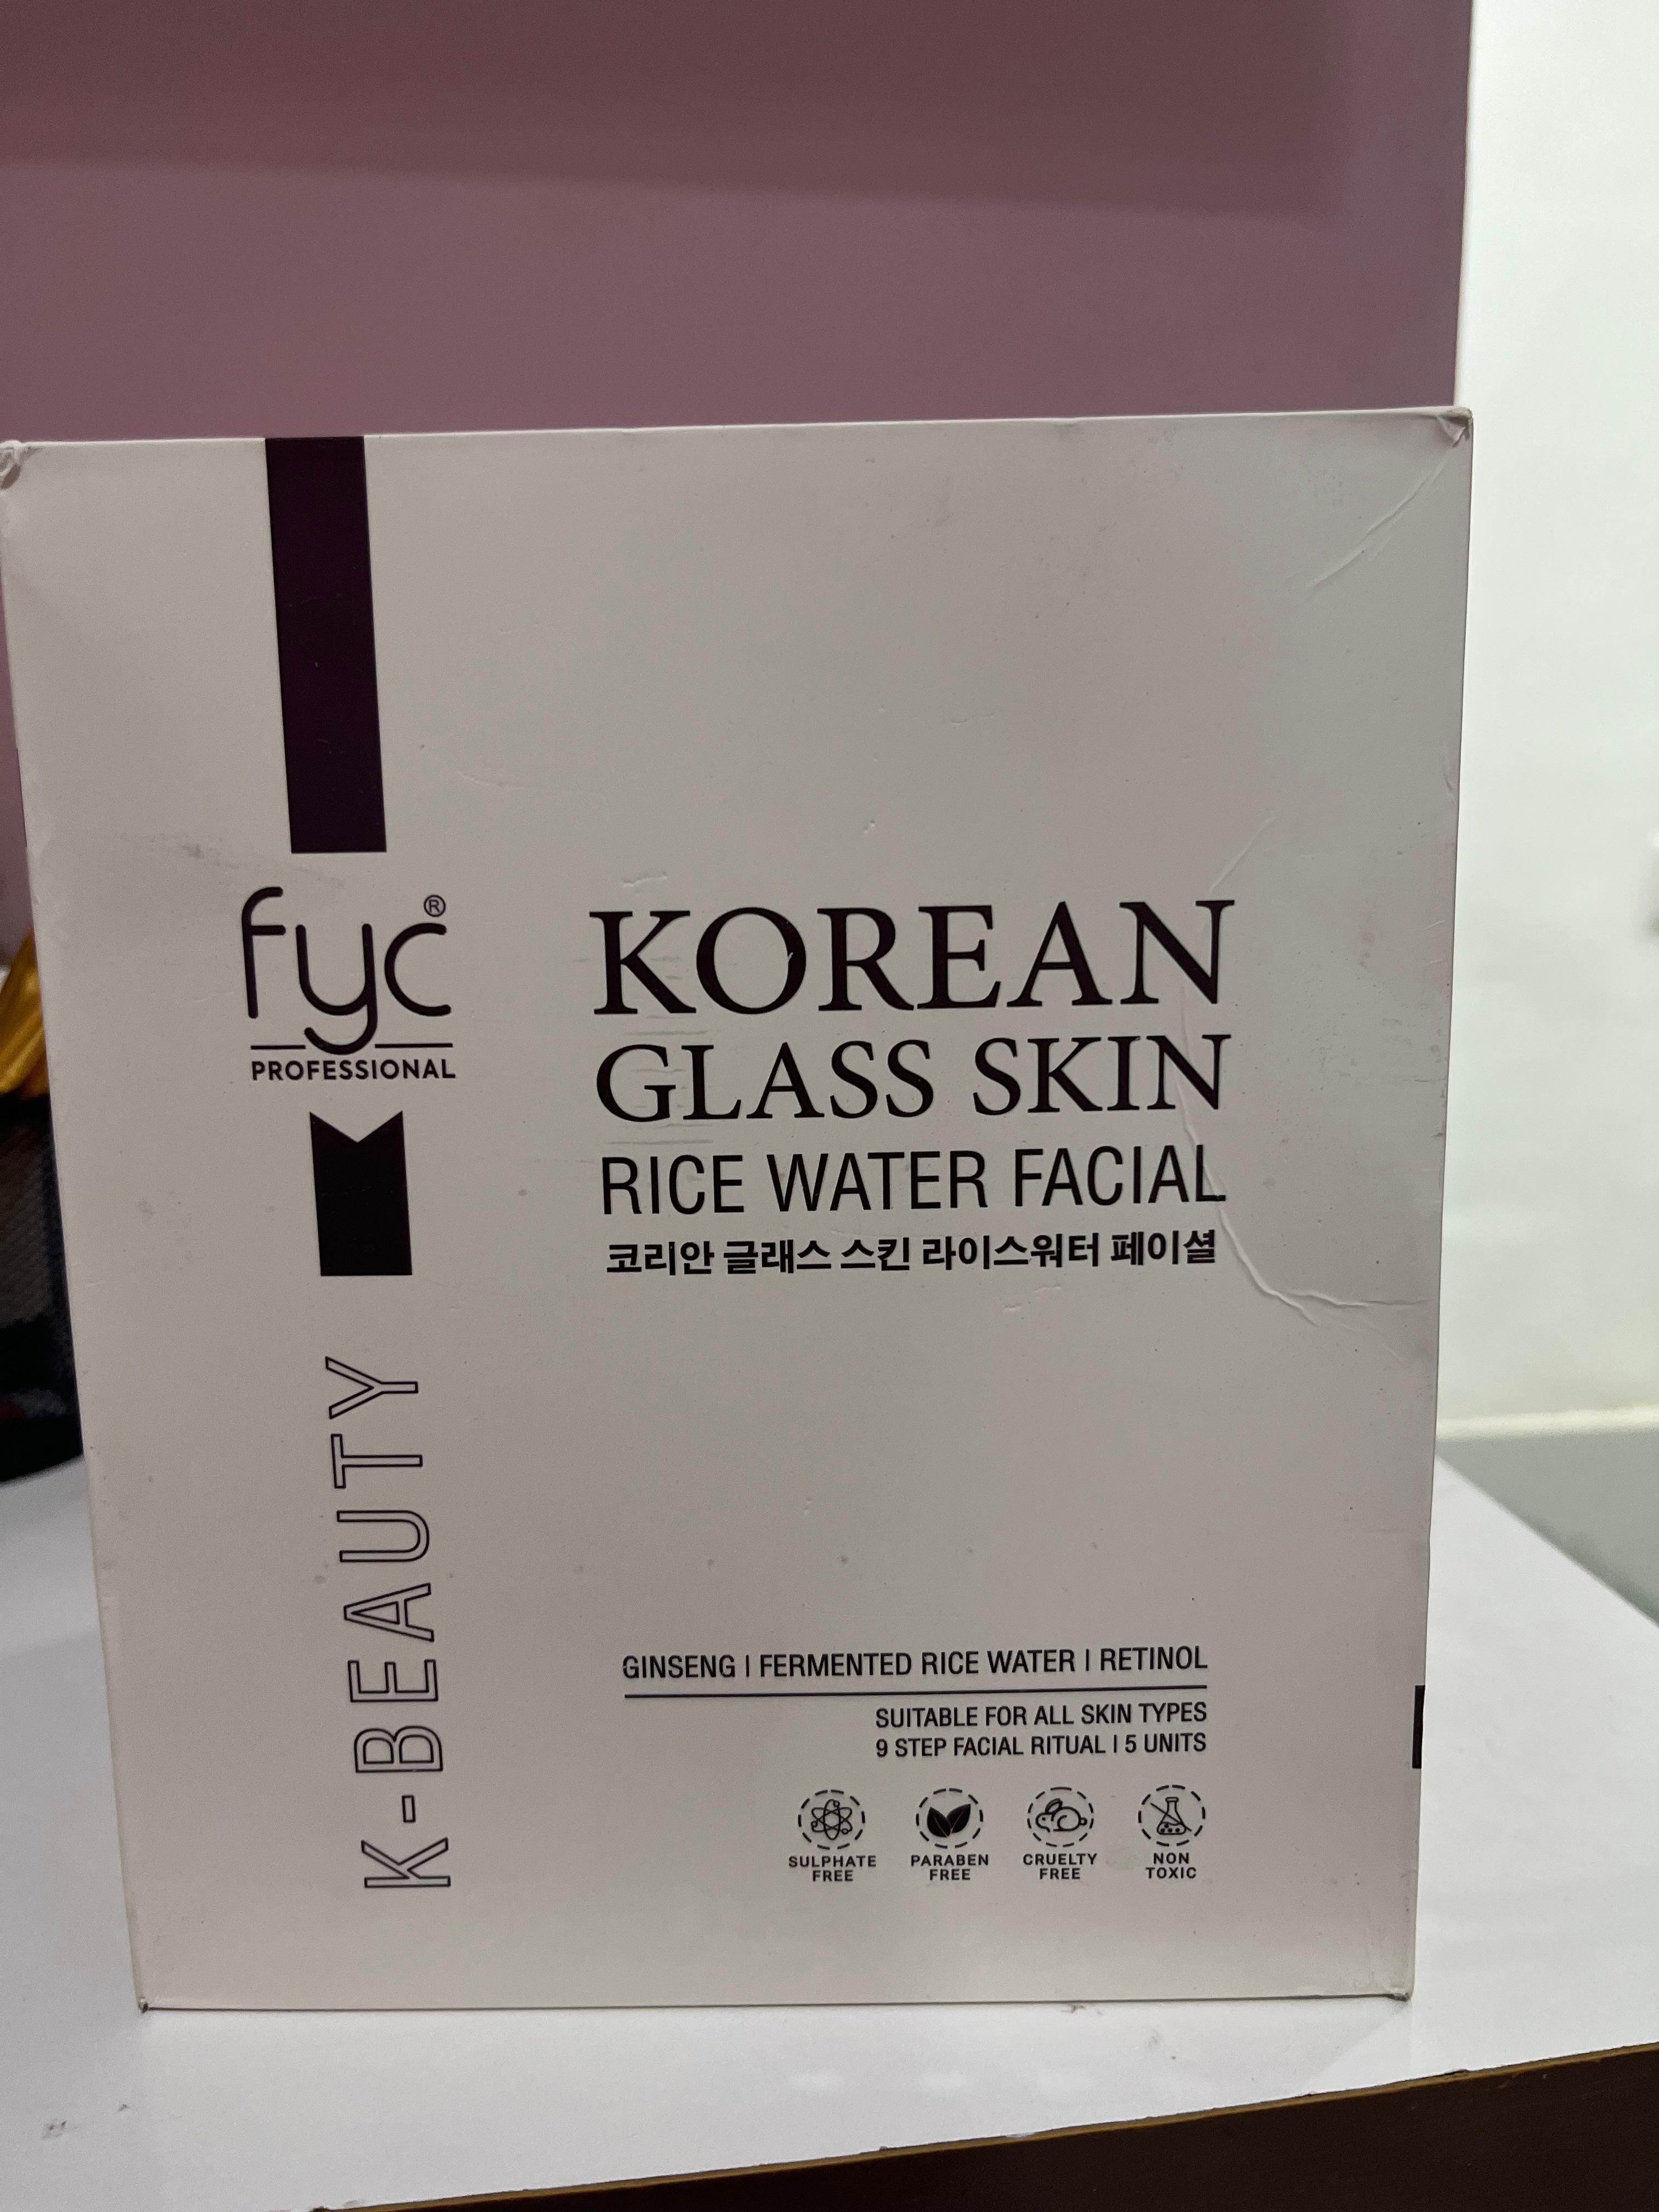 fyc®
PROFESSIONAL
K-BEAUTY
KOREAN
GLASS SKIN
RICE WATER FACIAL
코리안 글래스 스킨 라이스워터 페이셜
GINSENG | FERMENTED RICE WATER | RETINOL
SUITABLE FOR ALL SKIN TYPES
9 STEP FACIAL RITUAL | 5 UNITS
SULPHATE
FREE
PARABEN
FREE
CRUELTY
FREE
NON
TOXIC